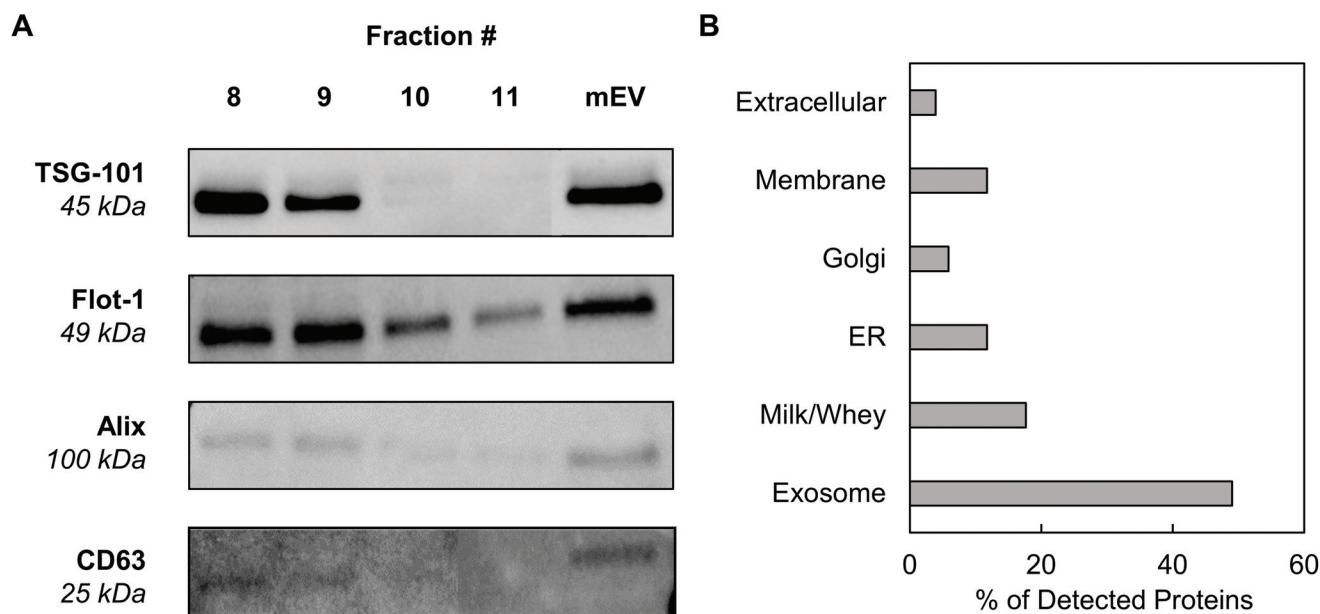 A
Fraction #
8 9 10 11 mEV
TSG-101
45 kDa
Flot-1
49 kDa
Alix
100 kDa
CD63
25 kDa
B
Extracellular
Membrane
Golgi
ER
Milk/Whey
Exosome
0 20 40 60
% of Detected Proteins